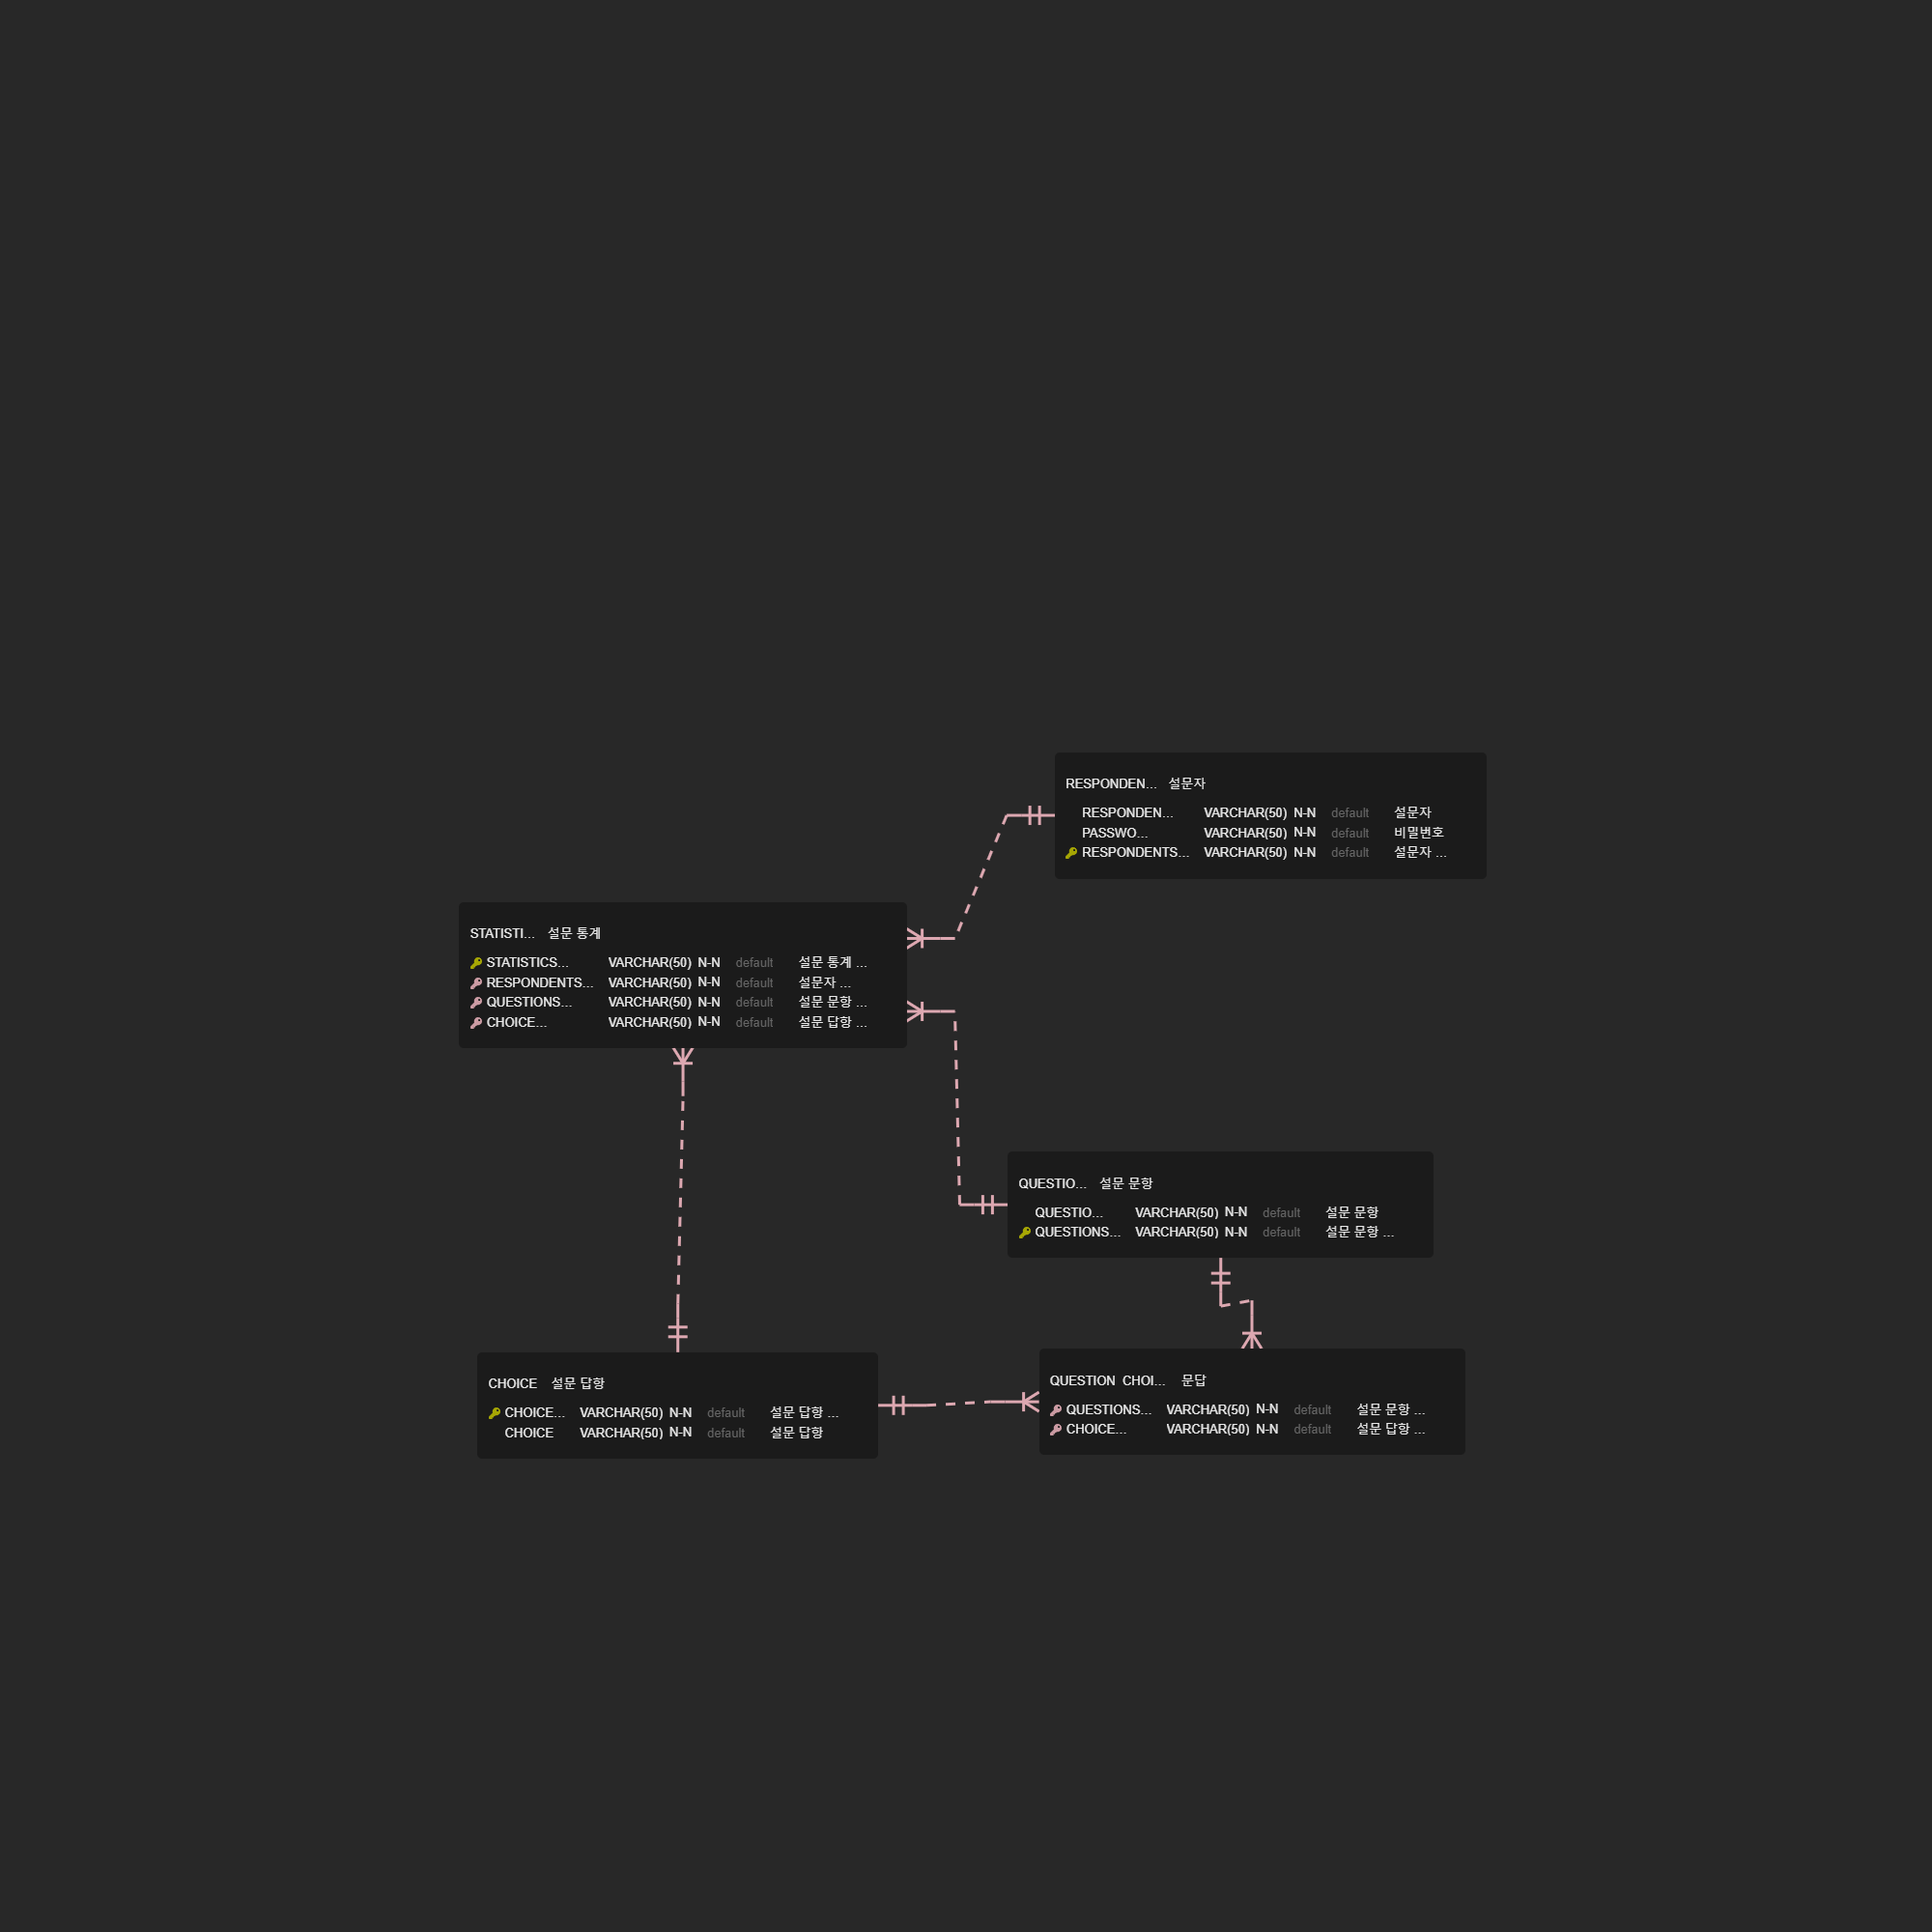 RESPONDEN... 설문자
RESPONDEN... VARCHAR(50) N-N default 설문자
PASSWO... VARCHAR(50) N-N default 비밀번호
RESPONDENTS... VARCHAR(50) N-N default 설문자 ...
STATISTI... 설문 통계
STATISTICS... VARCHAR(50) N-N default 설문 통계 ...
RESPONDENTS... VARCHAR(50) N-N default 설문자 ...
QUESTIONS... VARCHAR(50) N-N default 설문 문항 ...
CHOICE... VARCHAR(50) N-N default 설문 답항 ...
QUESTIO... 설문 문항
QUESTIO... VARCHAR(50) N-N default 설문 문항
QUESTIONS... VARCHAR(50) N-N default 설문 문항 ...
CHOICE 설문 답항
CHOICE... VARCHAR(50) N-N default 설문 답항 ...
CHOICE VARCHAR(50) N-N default 설문 답항
QUESTION CHOI... 문답
QUESTIONS... VARCHAR(50) N-N default 설문 문항 ...
CHOICE... VARCHAR(50) N-N default 설문 답항 ...